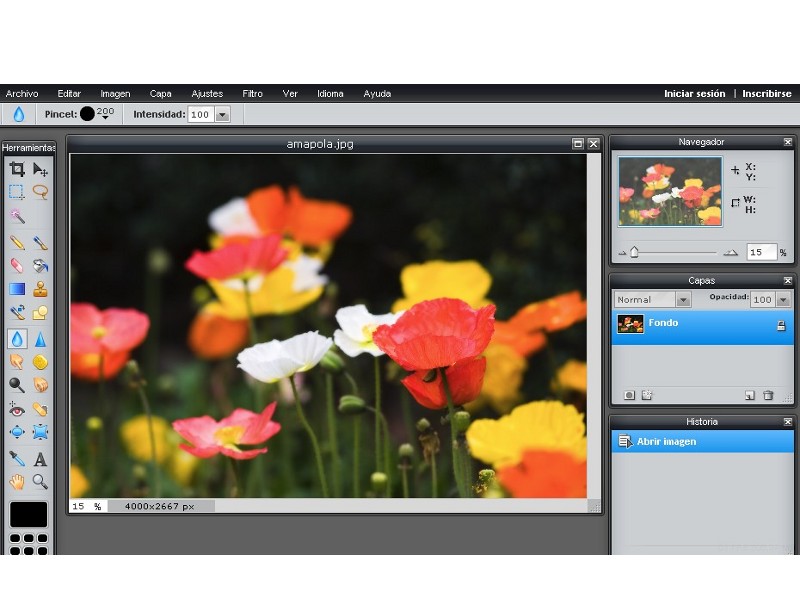 Archivo Editar Imagen Capa Ajustes Filtro Ver Idioma Ayuda Iniciar sesión | Inscribirse
Pincel: 200 Intensidad: 100
Herramientas
amapola.jpg
Navegador
X:
Y:
W:
H:
15 %
Capas
Normal Opacidad: 100
Fondo
Historia
Abrir imagen
A
15 % 4000x2667 px